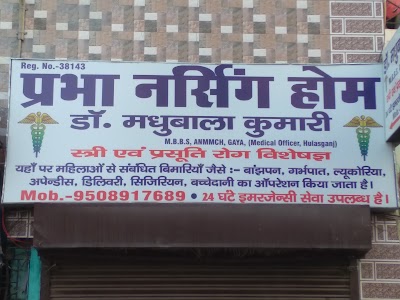 Reg. No.-38143
प्रभा नर्सिंग होम
डॉ. मधुबाला कुमारी
M.B.B.S, ANMMCH, GAYA, (Medical Officer, Hulasganj)
स्त्री एवं प्रसूति रोग विशेषज्ञ
यहाँ पर महिलाओं से संबंधित बिमारियाँ जैसे :- बांझपन, गर्भपात, ल्यूकोरिया,
अपेन्डीस, डिलिवरी, सिजिरियन, बच्चेदानी का ऑपरेशन किया जाता है।
Mob.-9508917689 • 24 घंटे इमरजेन्सी सेवा उपलब्ध है।